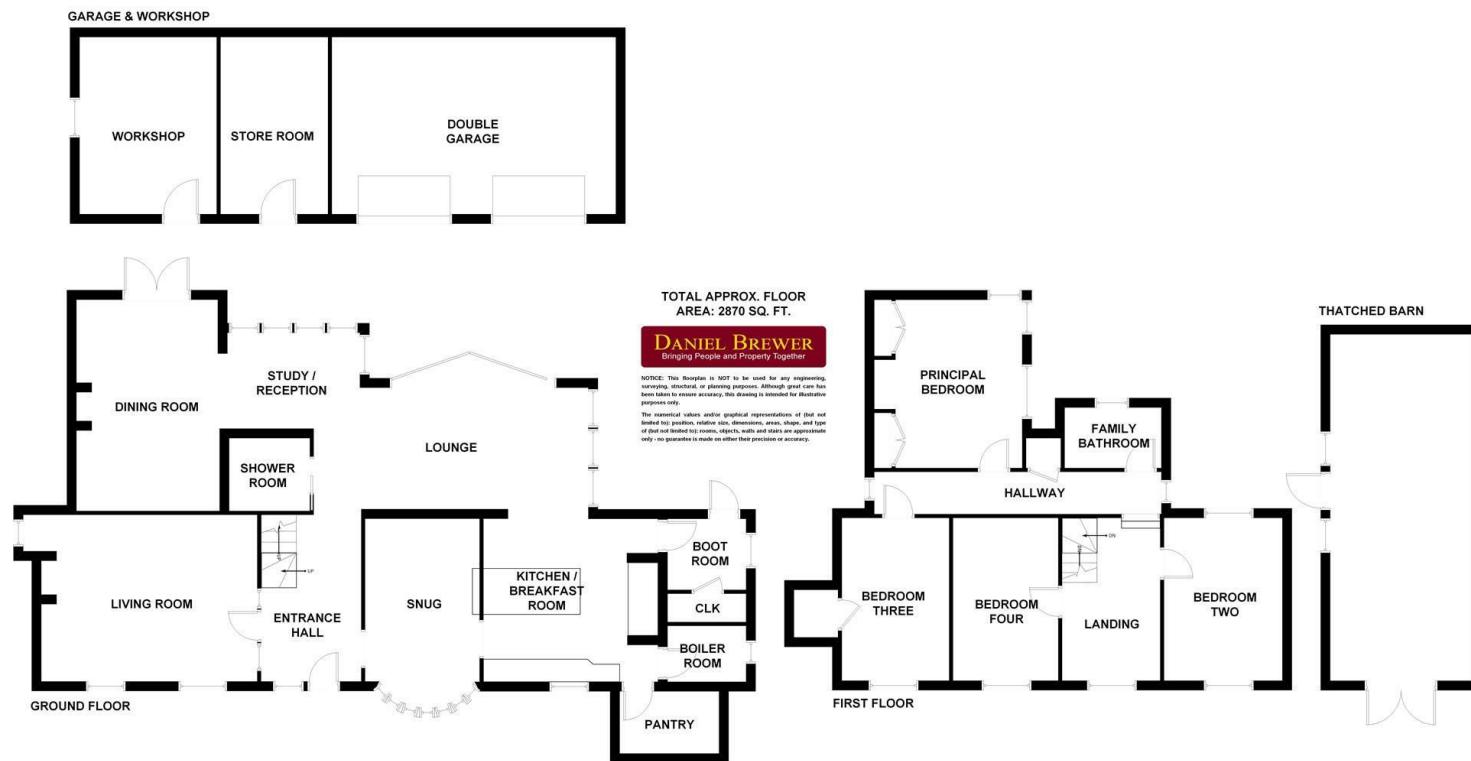 GARAGE & WORKSHOP
WORKSHOP
STORE ROOM
DOUBLE
GARAGE
DINING ROOM
STUDY /
RECEPTION
LOUNGE
SHOWER
ROOM
LIVING ROOM
UP
ENTRANCE
HALL
SNUG
KITCHEN /
BREAKFAST
ROOM
BOOT
ROOM
CLK
BOILER
ROOM
PANTRY
GROUND FLOOR
TOTAL APPROX. FLOOR
AREA: 2870 SQ. FT.
DANIEL BREWER
Bringing People and Property Together
NOTICE: This floorplan is NOT to be used for any engineering,
surveying, structural, or planning purposes. Although great care has
been taken to ensure accuracy, this drawing is intended for illustrative
purposes only.
The numerical values and/or graphical representations of (but not
limited to): position, relative size, dimensions, areas, shape, and type
of (but not limited to): rooms, objects, walls and stairs are approximate
only - no guarantee is made on either their precision or accuracy.
PRINCIPAL
BEDROOM
FAMILY
BATHROOM
HALLWAY
BEDROOM
THREE
BEDROOM
FOUR
DN
LANDING
BEDROOM
TWO
FIRST FLOOR
THATCHED BARN